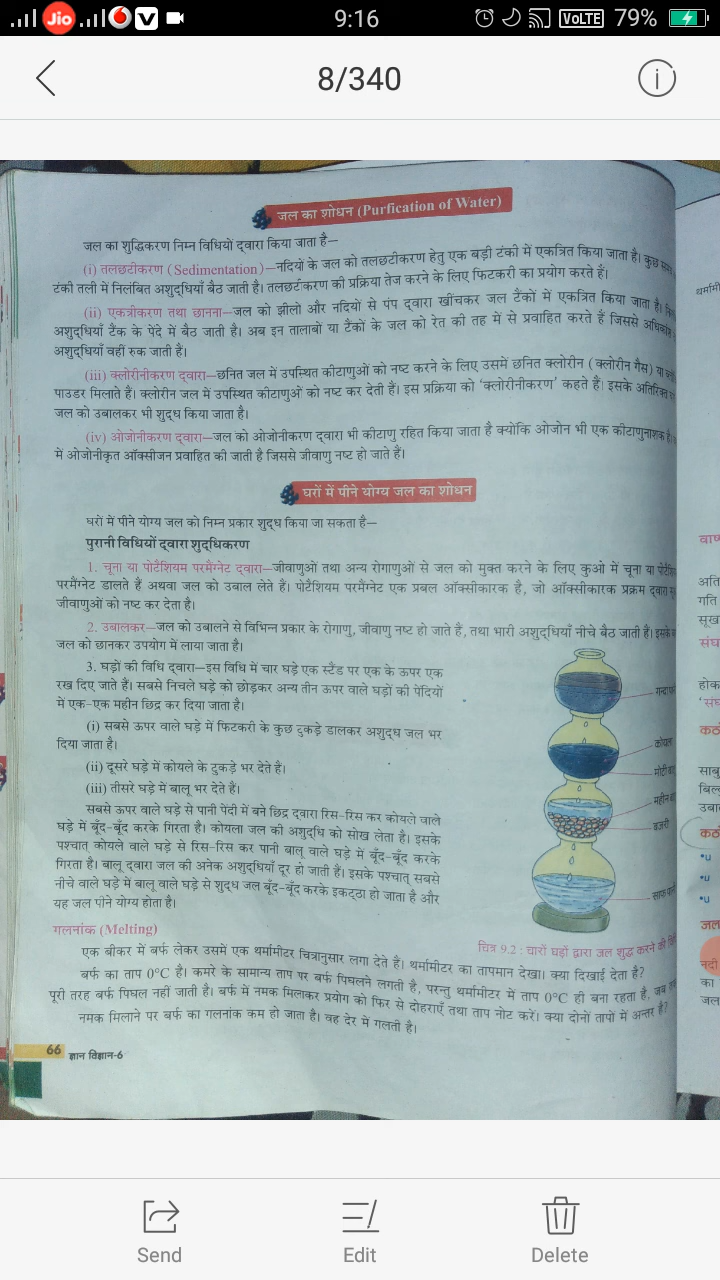 9:16
VoLTE 79%
8/340
जल का शोधन (Purfication of Water)
जल का शुद्धिकरण निम्न विधियों द्वारा किया जाता है—
(i) तलछटीकरण (Sedimentation)—नदियों के जल को तलछटीकरण हेतु एक बड़ी टंकी में एकत्रित किया जाता है। कुछ
टंकी तली में निलंबित अशुद्धियाँ बैठ जाती है। तलछटीकरण की प्रक्रिया तेज करने के लिए फिटकरी का प्रयोग करते हैं।
(ii) एकत्रीकरण तथा छानना—जल को झीलो और नदियों से पंप द्वारा खींचकर जल टैंकों में एकत्रित किया जाता है।
अशुद्धियाँ टैंक के पेंदे में बैठ जाती है। अब इन तालाबों या टैंकों के जल को रेत की तह में से प्रवाहित करते हैं जिससे
अशुद्धियाँ वहीं रुक जाती हैं।
(iii) क्लोरीनीकरण द्वारा—छनित जल में उपस्थित कीटाणुओं को नष्ट करने के लिए उसमें छनित क्लोरीन (क्लोरीन गैस) या
पाउडर मिलाते हैं। क्लोरीन जल में उपस्थित कीटाणुओं को नष्ट कर देती हैं। इस प्रक्रिया को ‘क्लोरीनीकरण’ कहते हैं। इसके अतिरिक्त
जल को उबालकर भी शुद्ध किया जाता है।
(iv) ओजोनीकरण द्वारा—जल को ओजोनीकरण द्वारा भी कीटाणु रहित किया जाता है क्योंकि ओजोन भी एक कीटाणुनाशक है।
में ओजोनीकृत ऑक्सीजन प्रवाहित की जाती है जिससे जीवाणु नष्ट हो जाते हैं।
घरों में पीने योग्य जल का शोधन
घरों में पीने योग्य जल को निम्न प्रकार शुद्ध किया जा सकता है—
पुरानी विधियों द्वारा शुद्धिकरण
1. चूना या पोटैशियम परमैंग्नेट द्वारा—जीवाणुओं तथा अन्य रोगाणुओं से जल को मुक्त करने के लिए कुओ में चूना या
परमैंग्नेट डालते हैं अथवा जल को उबाल लेते हैं। पोटैशियम परमैंग्नेट एक प्रबल ऑक्सीकारक है, जो ऑक्सीकारक प्रक्रम द्वारा
जीवाणुओं को नष्ट कर देता है।
2. उबालकर—जल को उबालने से विभिन्न प्रकार के रोगाणु, जीवाणु नष्ट हो जाते हैं, तथा भारी अशुद्धियाँ नीचे बैठ जाती हैं।
जल को छानकर उपयोग में लाया जाता है।
3. घड़ों की विधि द्वारा—इस विधि में चार घड़े एक स्टैंड पर एक के ऊपर एक
रख दिए जाते हैं। सबसे निचले घड़े को छोड़कर अन्य तीन ऊपर वाले घड़ों की पेंदियों
में एक-एक महीन छिद्र कर दिया जाता है।
(i) सबसे ऊपर वाले घड़े में फिटकरी के कुछ टुकड़े डालकर अशुद्ध जल भर
दिया जाता है।
(ii) दूसरे घड़े में कोयले के टुकड़े भर देते हैं।
(iii) तीसरे घड़े में बालू भर देते हैं।
सबसे ऊपर वाले घड़े से पानी पेंदी में बने छिद्र द्वारा रिस-रिस कर कोयले वाले
घड़े में बूँद-बूँद करके गिरता है। कोयला जल की अशुद्धि को सोख लेता है। इसके
पश्चात् कोयले वाले घड़े से रिस-रिस कर पानी बालू वाले घड़े में बूँद-बूँद करके
गिरता है। बालू द्वारा जल की अनेक अशुद्धियाँ दूर हो जाती हैं। इसके पश्चात् सबसे
नीचे वाले घड़े में बालू वाले घड़े से शुद्ध जल बूँद-बूँद करके इकट्ठा हो जाता है और
यह जल पीने योग्य होता है।
कोयला
मोटी
महीन
बजरी
साफ
चित्र 9.2 : चारों घड़ों द्वारा जल शुद्ध करने की
गलनांक (Melting)
एक बीकर में बर्फ लेकर उसमें एक थर्मामीटर चित्रानुसार लगा देते हैं। थर्मामीटर का तापमान देखा। क्या दिखाई देता है?
बर्फ का ताप 0°C है। कमरे के सामान्य ताप पर बर्फ पिघलने लगती है, परन्तु थर्मामीटर में ताप 0°C ही बना रहता है, जब
पूरी तरह बर्फ पिघल नहीं जाती है। बर्फ में नमक मिलाकर प्रयोग को फिर से दोहराएँ तथा ताप नोट करें। क्या दोनों तापों में अन्तर है?
नमक मिलाने पर बर्फ का गलनांक कम हो जाता है। वह देर में गलती है।
66 ज्ञान विज्ञान-6
Send
Edit
Delete